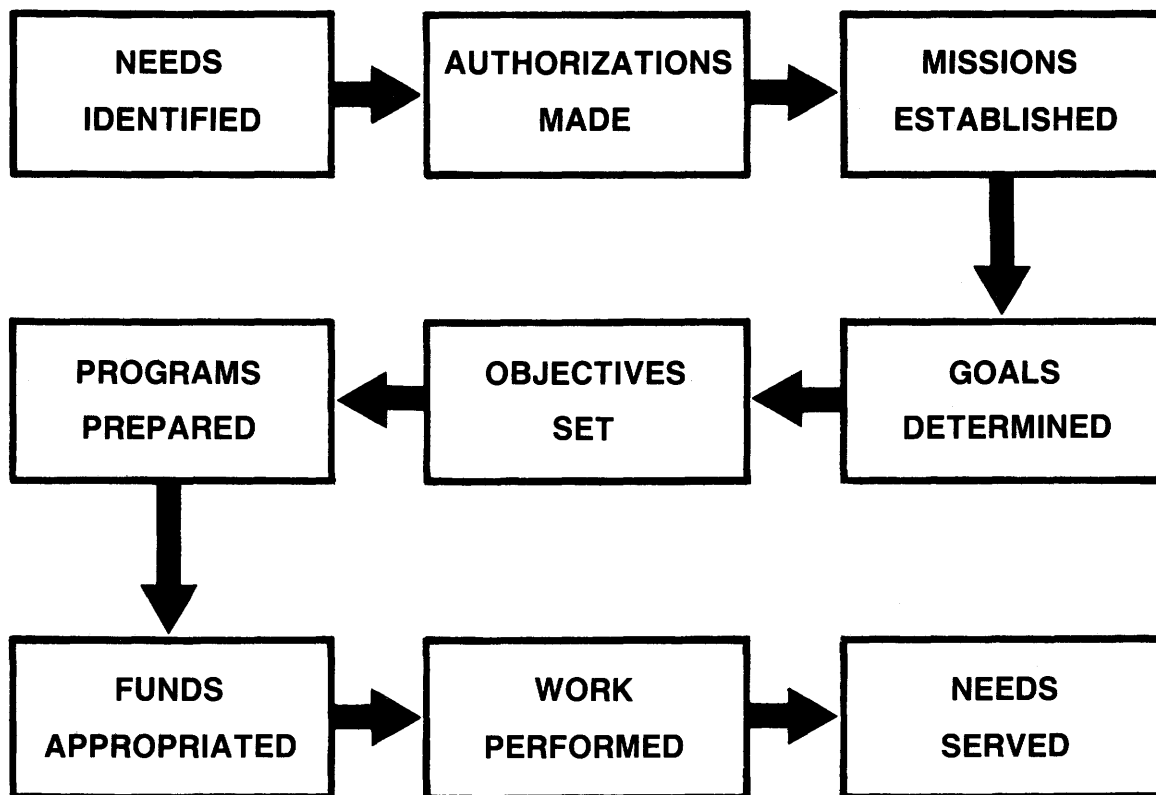 NEEDS
IDENTIFIED
AUTHORIZATIONS
MADE
MISSIONS
ESTABLISHED
GOALS
DETERMINED
OBJECTIVES
SET
PROGRAMS
PREPARED
FUNDS
APPROPRIATED
WORK
PERFORMED
NEEDS
SERVED